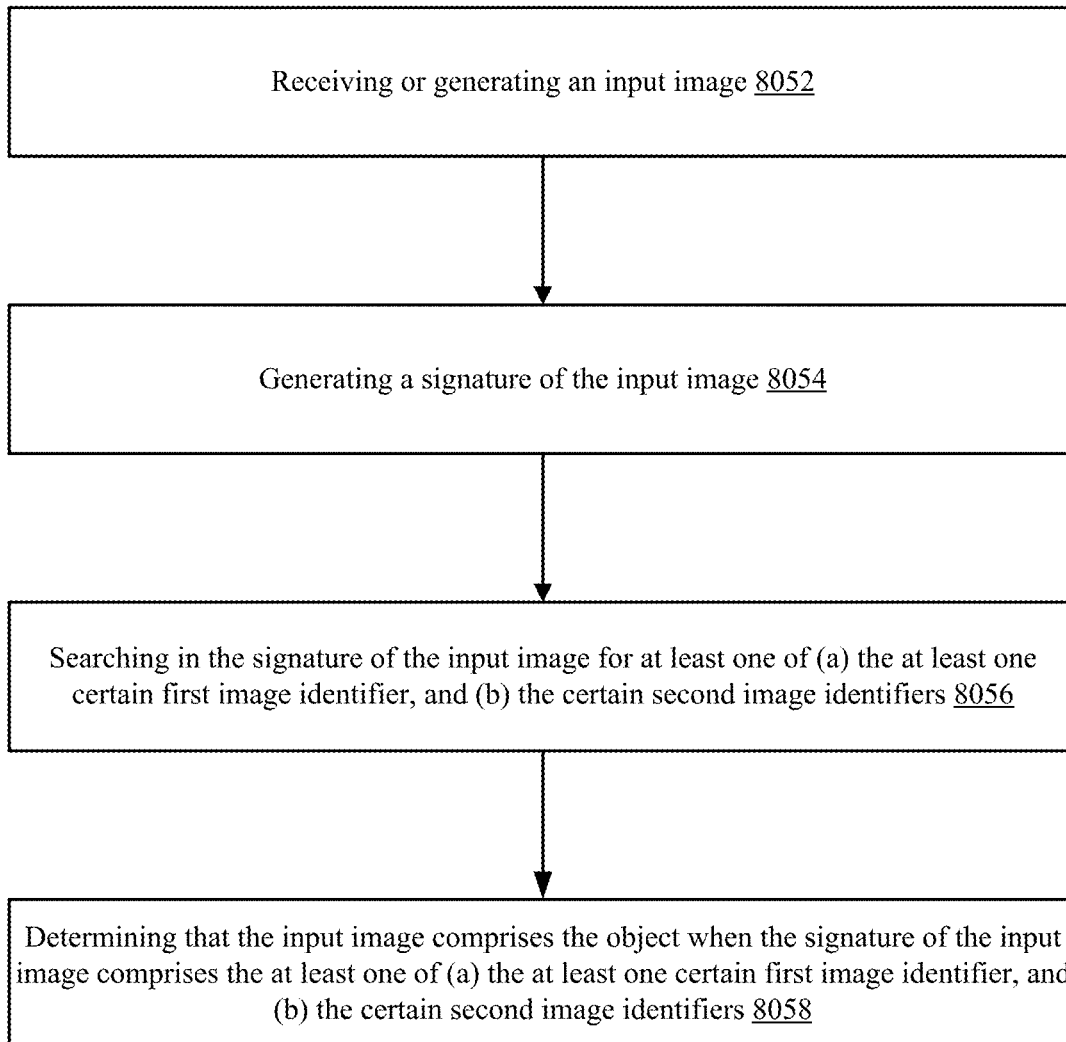 Receiving or generating an input image 8052
Generating a signature of the input image 8054
Searching in the signature of the input image for at least one of (a) the at least one
certain first image identifier, and (b) the certain second image identifiers 8056
Determining that the input image comprises the object when the signature of the input
image comprises the at least one of (a) the at least one certain first image identifier, and
(b) the certain second image identifiers 8058